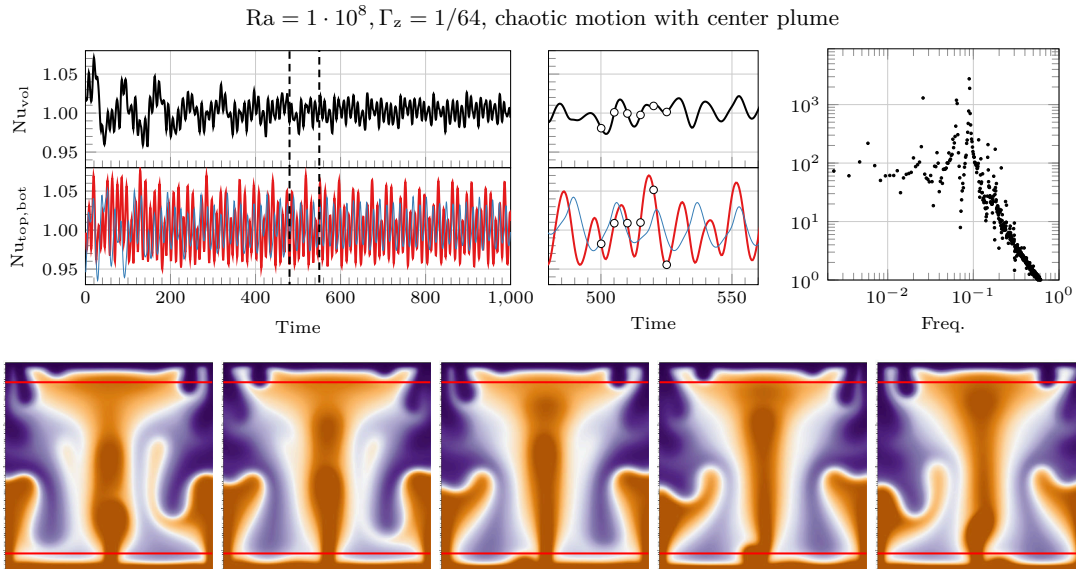 Ra = 1 · 10⁸, Γz = 1/64, chaotic motion with center plume
Nu_vol
1.05
1.00
0.95
Nu_top,bot
1.05
1.00
0.95
0 200 400 600 800 1,000
Time
500 550
Time
10³
10²
10¹
10⁰
10⁻² 10⁻¹ 10⁰
Freq.